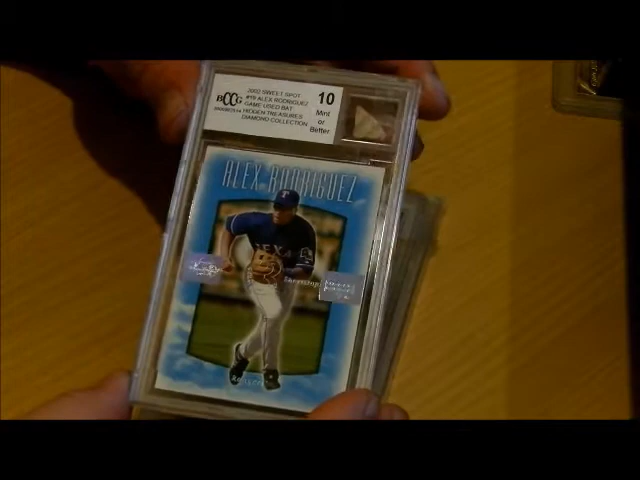 2002 SWEET SPOT
#19 ALEX RODRIGUEZ
GAME USED BAT
HIDDEN TREASURES
DIAMOND COLLECTION
BCCG
10
Mint
or
Better
ALEX RODRIGUEZ
T
Shortstop